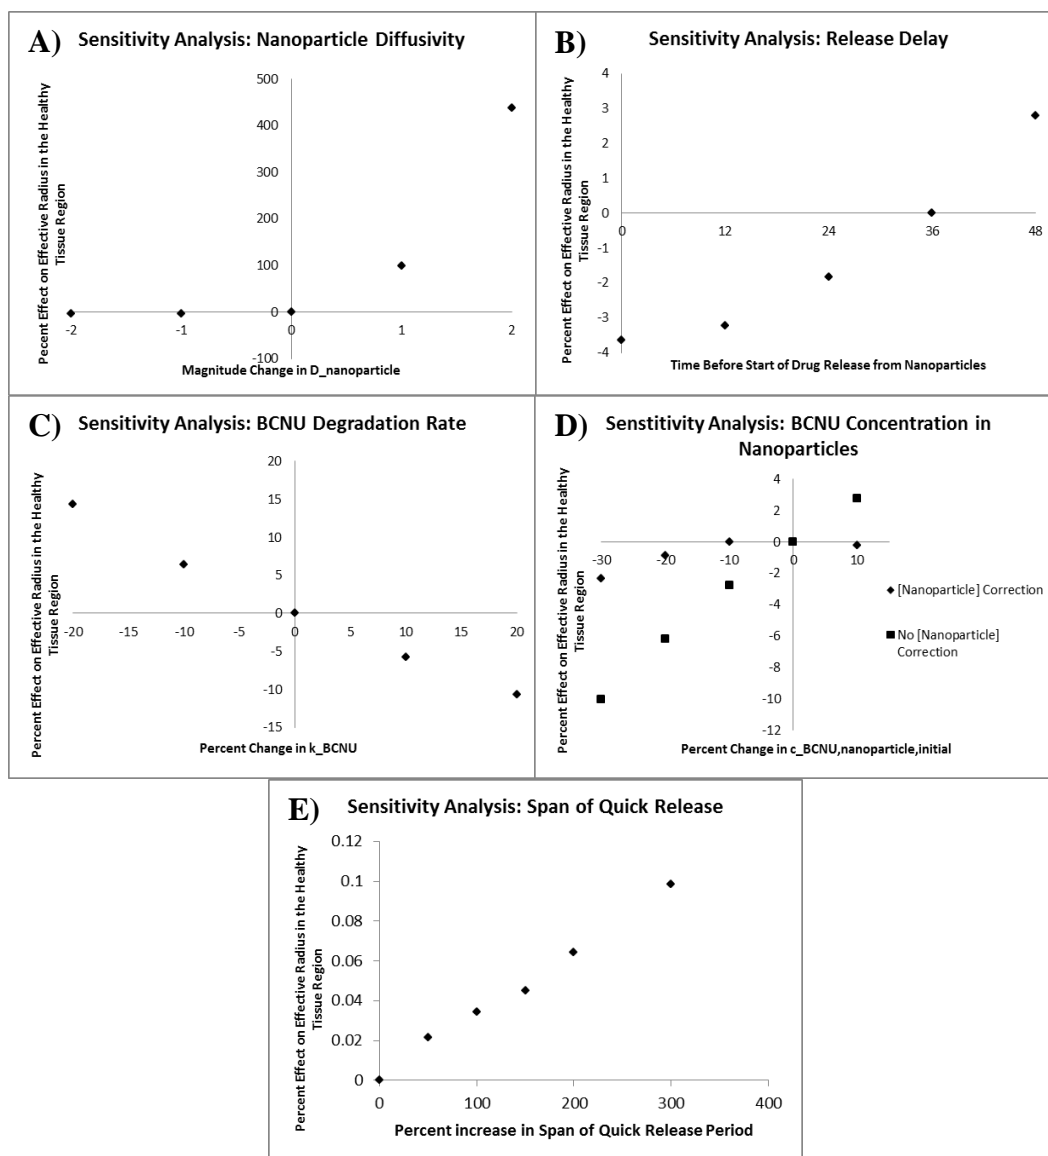 A) Sensitivity Analysis: Nanoparticle Diffusivity
Pecent Effect on Effective Radius in the Healthy
Tissue Region
500
400
300
200
100
0
-100
-2 -1 0 1 2
Magnitude Change in D_nanoparticle
B) Sensitivity Analysis: Release Delay
Percent Effect on Effective Radius in the Healthy
Tissue Region
4
3
2
1
0
-1
-2
-3
-4
0 12 24 36 48
Time Before Start of Drug Release from Nanoparticles
C) Sensitivity Analysis: BCNU Degradation Rate
Percent Effect on Effective Radius in the Healthy
Tissue Region
20
15
10
5
0
-5
-10
-15
-20 -15 -10 -5 0 5 10 15 20
Percent Change in k_BCNU
D) Senstitivity Analysis: BCNU Concentration in
Nanoparticles
Percent Effect on Effective Radius in the Healthy
Tissue Region
4
2
0
-2
-4
-6
-8
-10
-12
-30 -20 -10 0 10
[Nanoparticle] Correction
No [Nanoparticle]
Correction
Percent Change in c_BCNU,nanoparticle,initial
E) Sensitivity Analysis: Span of Quick Release
Percent Effect on Effective Radius in the Healthy
Tissue Region
0.12
0.1
0.08
0.06
0.04
0.02
0
0 100 200 300 400
Percent increase in Span of Quick Release Period